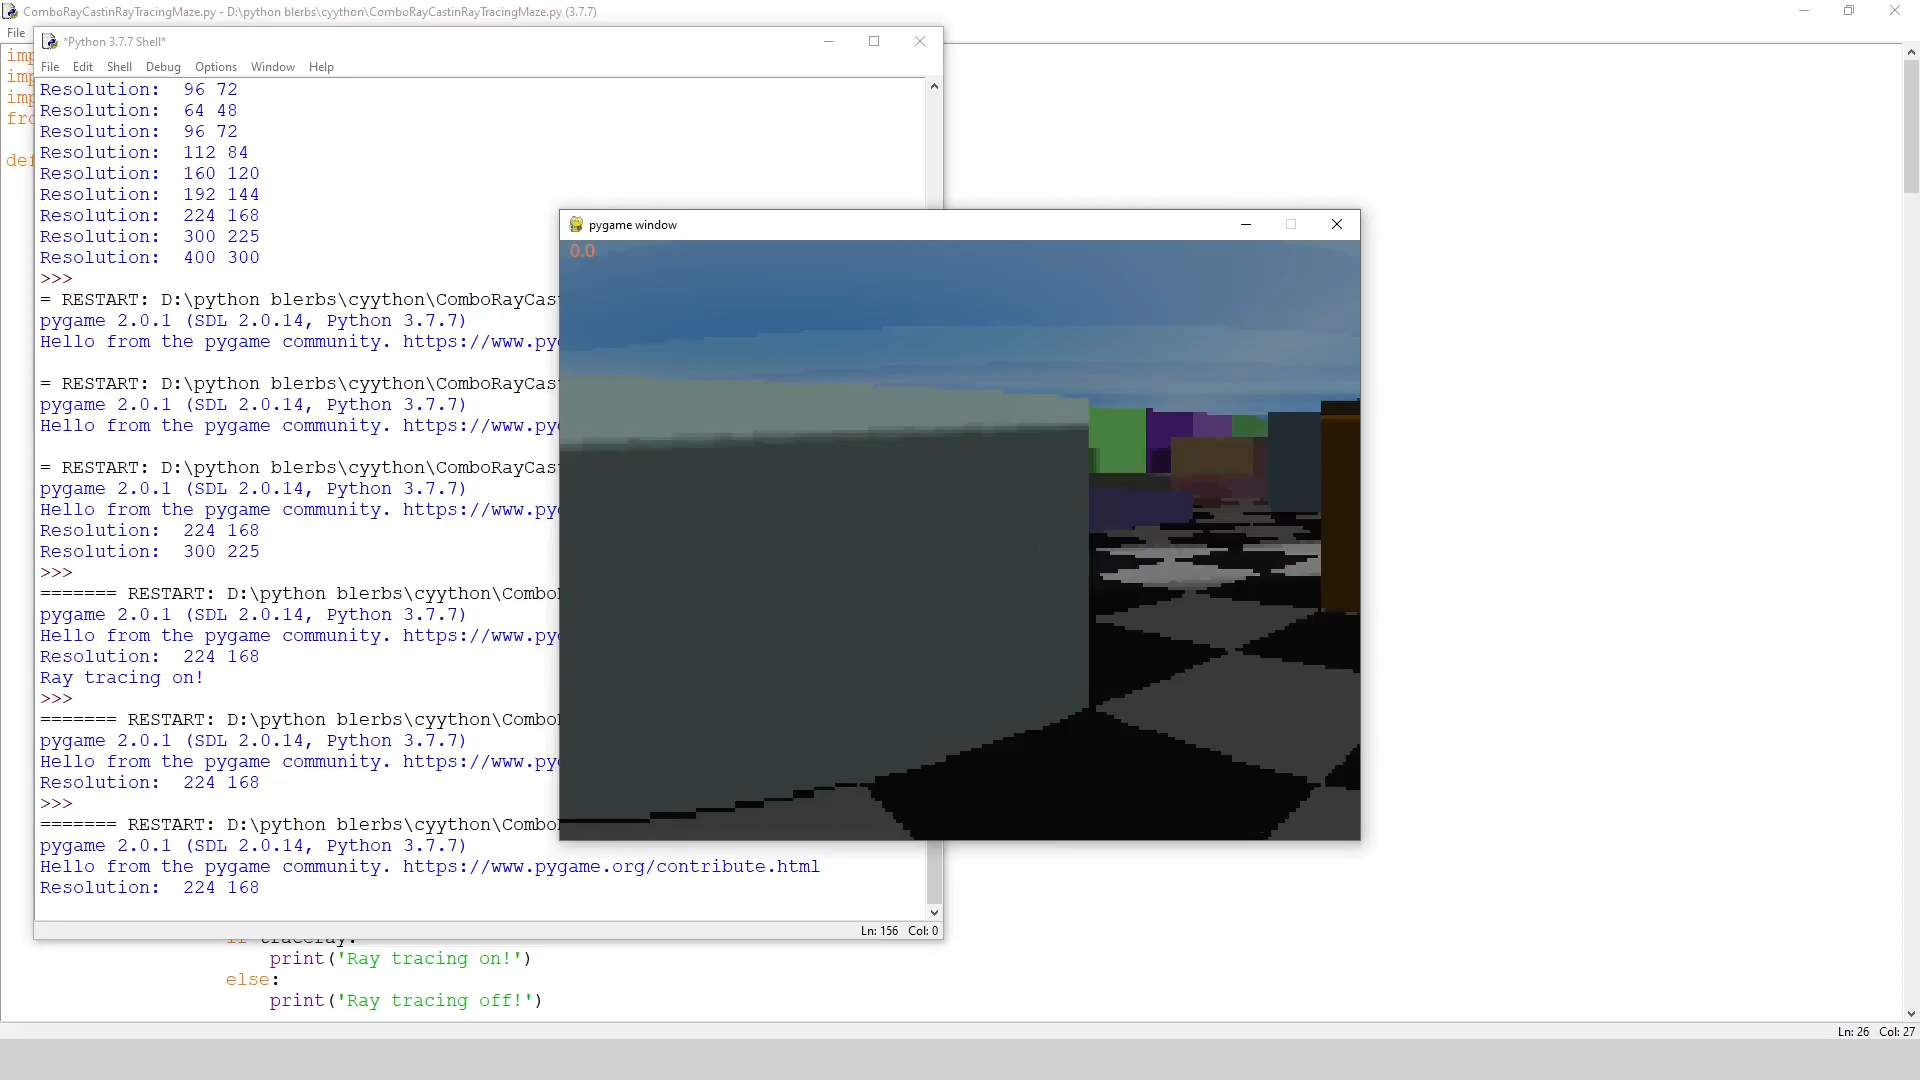 ComboRayCastinRayTracingMaze.py - D:\python blerbs\cyython\ComboRayCastinRayTracingMaze.py (3.7.7)
File
imp
imp
imp
fro
def
*Python 3.7.7 Shell*
File Edit Shell Debug Options Window Help
Resolution:  96 72
Resolution:  64 48
Resolution:  96 72
Resolution:  112 84
Resolution:  160 120
Resolution:  192 144
Resolution:  224 168
Resolution:  300 225
Resolution:  400 300
>>>
= RESTART: D:\python blerbs\cyython\ComboRayCas
pygame 2.0.1 (SDL 2.0.14, Python 3.7.7)
Hello from the pygame community. https://www.py
= RESTART: D:\python blerbs\cyython\ComboRayCas
pygame 2.0.1 (SDL 2.0.14, Python 3.7.7)
Hello from the pygame community. https://www.py
= RESTART: D:\python blerbs\cyython\ComboRayCas
pygame 2.0.1 (SDL 2.0.14, Python 3.7.7)
Hello from the pygame community. https://www.py
Resolution:  224 168
Resolution:  300 225
>>>
======= RESTART: D:\python blerbs\cyython\Combo
pygame 2.0.1 (SDL 2.0.14, Python 3.7.7)
Hello from the pygame community. https://www.py
Resolution:  224 168
Ray tracing on!
>>>
======= RESTART: D:\python blerbs\cyython\Combo
pygame 2.0.1 (SDL 2.0.14, Python 3.7.7)
Hello from the pygame community. https://www.py
Resolution:  224 168
>>>
======= RESTART: D:\python blerbs\cyython\Combo
pygame 2.0.1 (SDL 2.0.14, Python 3.7.7)
Hello from the pygame community. https://www.pygame.org/contribute.html
Resolution:  224 168
Ln: 156 Col: 0
pygame window
0.0
if traceray:
print('Ray tracing on!')
else:
print('Ray tracing off!')
Ln: 26 Col: 27